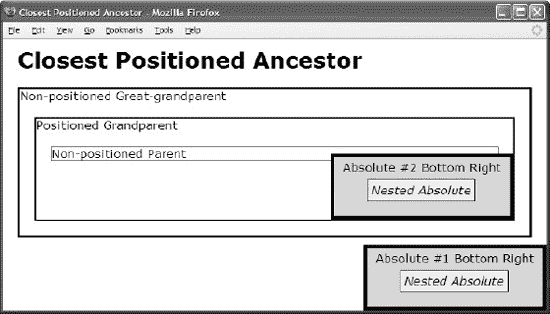 Closest Positioned Ancestor - Mozilla Firefox
File Edit View Go Bookmarks Tools Help
Closest Positioned Ancestor
Non-positioned Great-grandparent
Positioned Grandparent
Non-positioned Parent
Absolute #2 Bottom Right
Nested Absolute
Absolute #1 Bottom Right
Nested Absolute